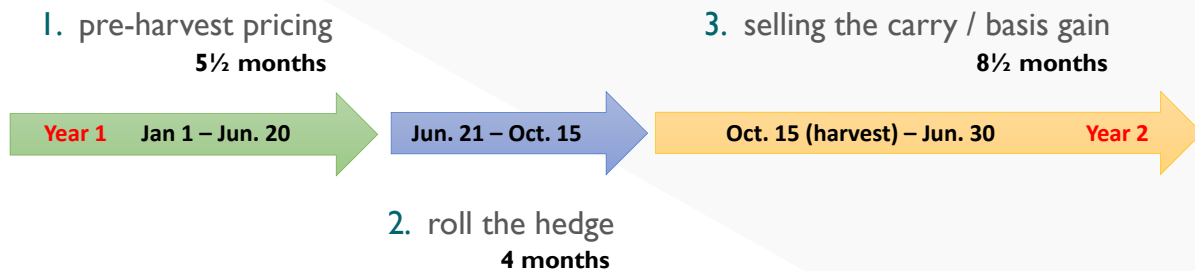 1. pre-harvest pricing
5½ months
3. selling the carry / basis gain
8½ months
Year 1 Jan 1 – Jun. 20
Jun. 21 – Oct. 15
Oct. 15 (harvest) – Jun. 30 Year 2
2. roll the hedge
4 months